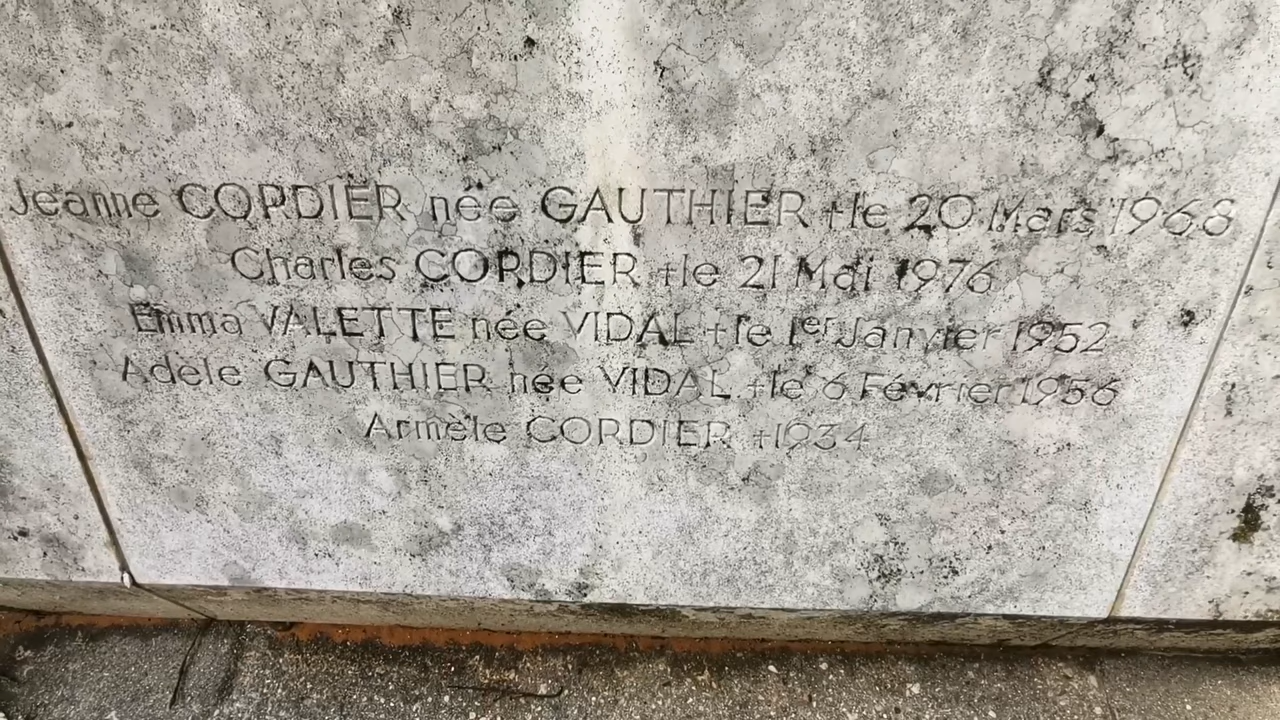 Jeanne CORDIER née GAUTHIER †le 20 Mars 1968
Charles CORDIER †le 21 Mai 1976
Emma VALETTE née VIDAL †le 1er Janvier 1952
Adèle GAUTHIER née VIDAL †le 6 Février 1956
Armèle CORDIER †1934